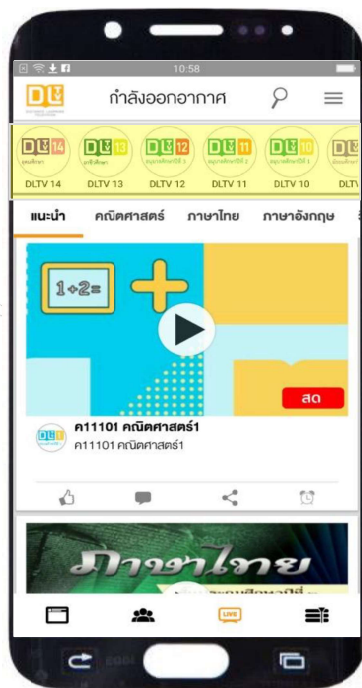 10:58
DLTV
กำลังออกอากาศ
DLTV 14
DLTV 13
DLTV 12
DLTV 11
DLTV 10
DLTV
แนะนำ
คณิตศาสตร์
ภาษาไทย
ภาษาอังกฤษ
1+2=
สด
ค11101 คณิตศาสตร์1
ค11101 คณิตศาสตร์1
ภาษาไทย
LIVE